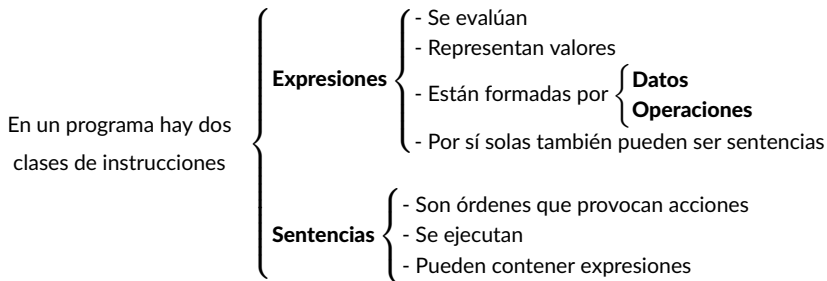 En un programa hay dos
clases de instrucciones
Expresiones
- Se evalúan
- Representan valores
- Están formadas por
Datos
Operaciones
- Por sí solas también pueden ser sentencias
Sentencias
- Son órdenes que provocan acciones
- Se ejecutan
- Pueden contener expresiones